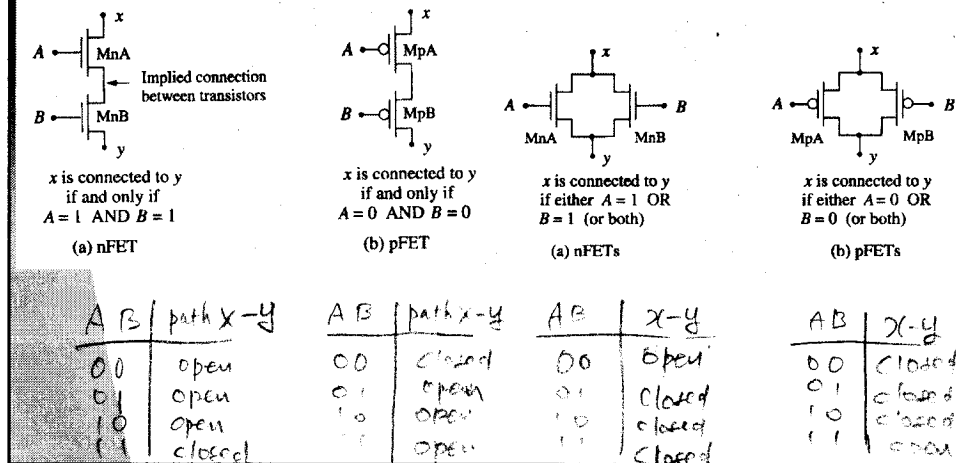 x
A
MnA
Implied connection
between transistors
B
MnB
y
x is connected to y
if and only if
A = 1 AND B = 1
(a) nFET
x
A
MpA
B
MpB
y
x is connected to y
if and only if
A = 0 AND B = 0
(b) pFET
x
A
B
MnA
MnB
y
x is connected to y
if either A = 1 OR
B = 1 (or both)
(a) nFETs
x
A
B
MpA
MpB
y
x is connected to y
if either A = 0 OR
B = 0 (or both)
(b) pFETs
A B path x-y
0 0 open
0 1 open
1 0 open
1 1 closed
A B path x-y
0 0 closed
0 1 open
1 0 open
1 1 open
A B x-y
0 0 open
0 1 closed
1 0 closed
1 1 closed
A B x-y
0 0 closed
0 1 closed
1 0 closed
1 1 open